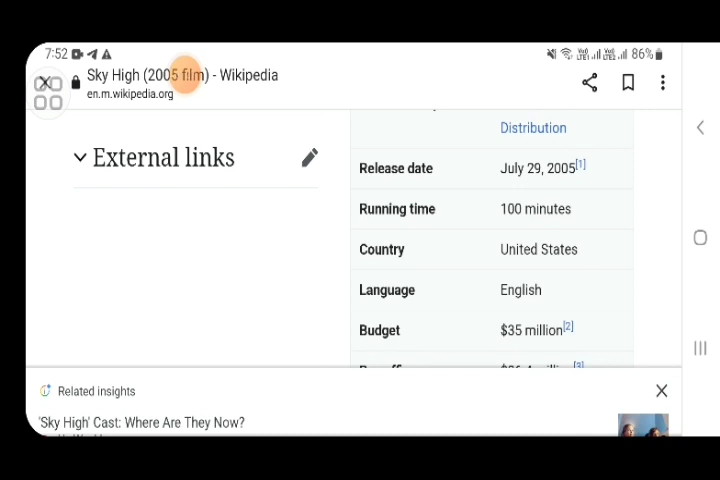 7:52 86%
Sky High (2005 film) - Wikipedia
en.m.wikipedia.org
Distribution
External links
Release date July 29, 2005[1]
Running time 100 minutes
Country United States
Language English
Budget $35 million[2]
Related insights
'Sky High' Cast: Where Are They Now?